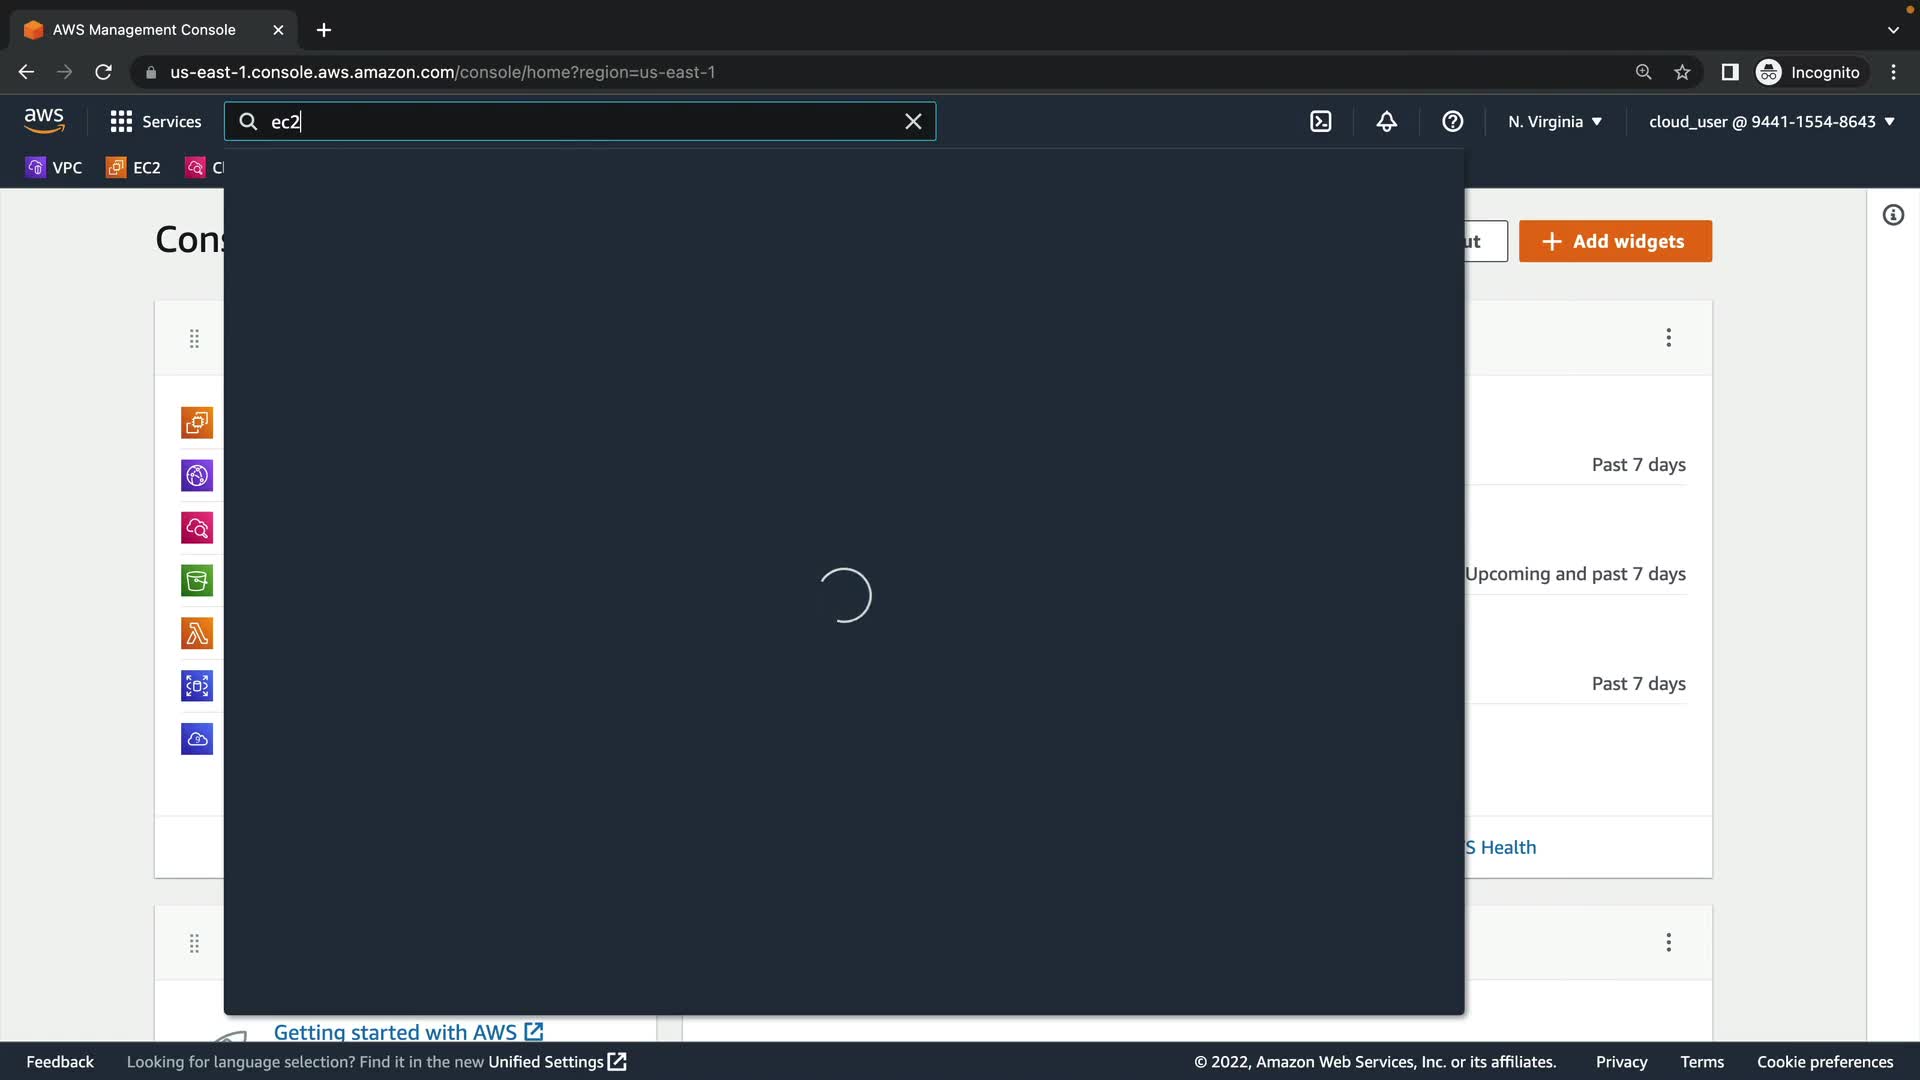 AWS Management Console
us-east-1.console.aws.amazon.com/console/home?region=us-east-1
Incognito
aws
Services
ec2
N. Virginia
cloud_user @ 9441-1554-8643
VPC
EC2
Add widgets
Past 7 days
Upcoming and past 7 days
Past 7 days
Health
Getting started with AWS
Feedback
Looking for language selection? Find it in the new Unified Settings
© 2022, Amazon Web Services, Inc. or its affiliates.
Privacy
Terms
Cookie preferences